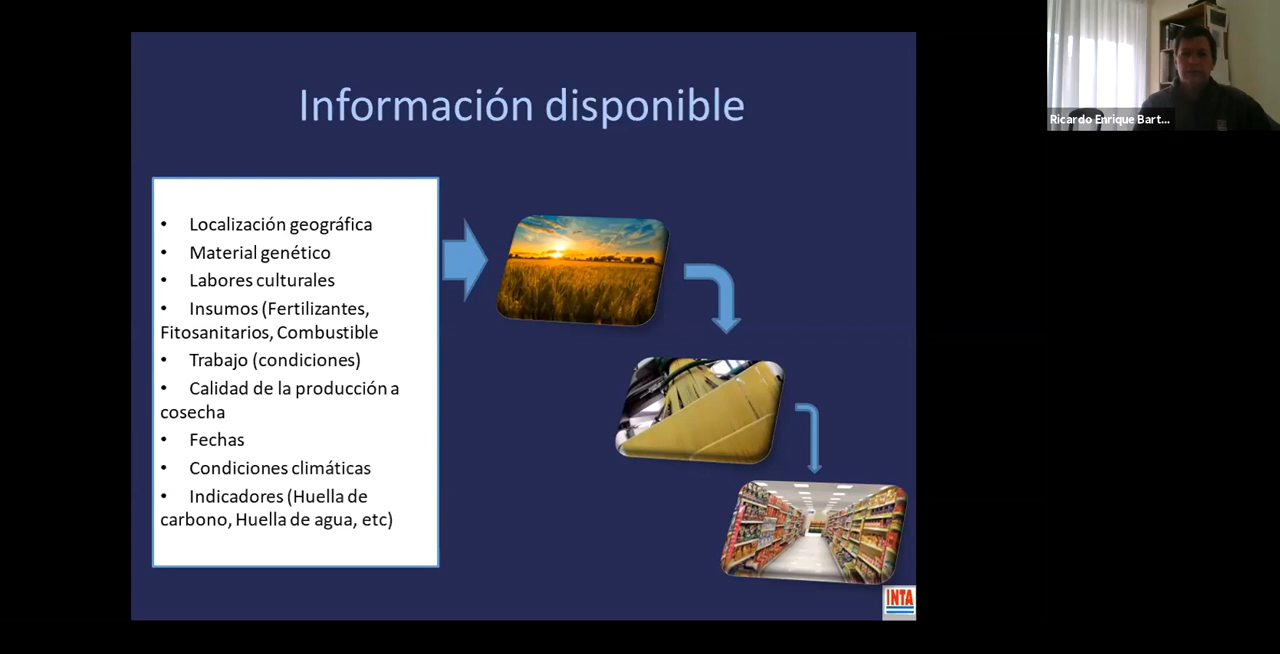 Información disponible
Ricardo Enrique Bart...
• Localización geográfica
• Material genético
• Labores culturales
• Insumos (Fertilizantes,
Fitosanitarios, Combustible
• Trabajo (condiciones)
• Calidad de la producción a
cosecha
• Fechas
• Condiciones climáticas
• Indicadores (Huella de
carbono, Huella de agua, etc)
INTA